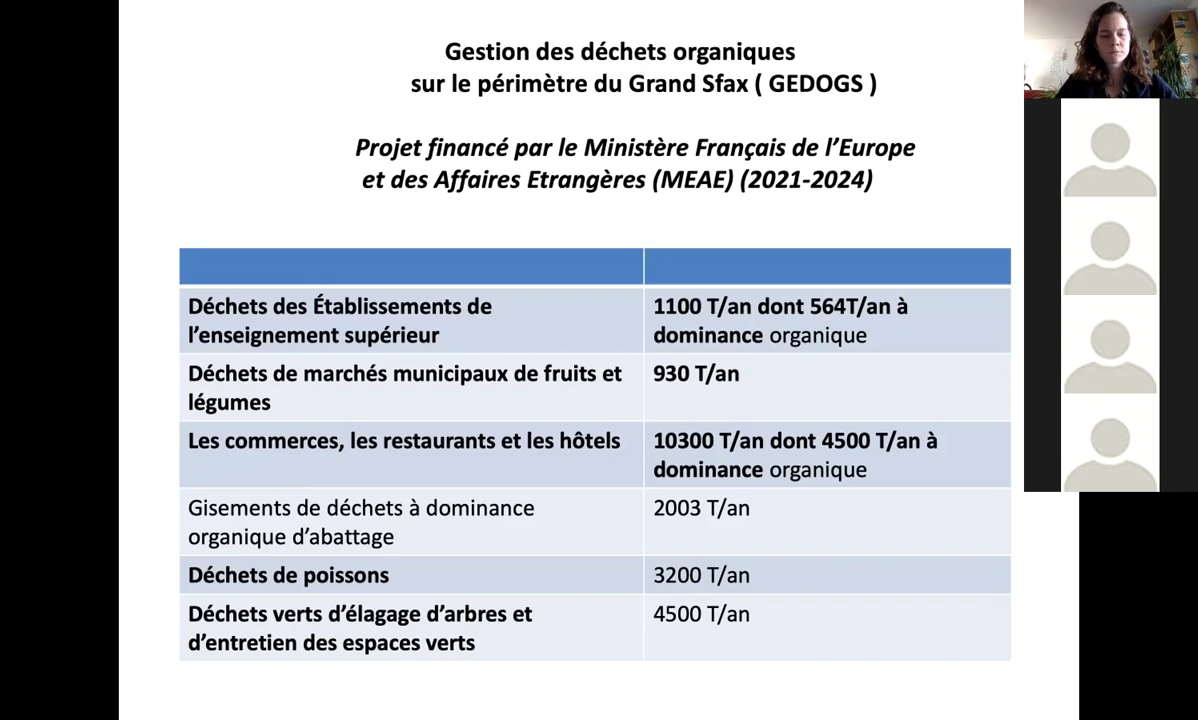 Gestion des déchets organiques
sur le périmètre du Grand Sfax ( GEDOGS )
Projet financé par le Ministère Français de l’Europe
et des Affaires Etrangères (MEAE) (2021-2024)
Déchets des Établissements de
l’enseignement supérieur
1100 T/an dont 564T/an à
dominance organique
Déchets de marchés municipaux de fruits et
légumes
930 T/an
Les commerces, les restaurants et les hôtels
10300 T/an dont 4500 T/an à
dominance organique
Gisements de déchets à dominance
organique d’abattage
2003 T/an
Déchets de poissons
3200 T/an
Déchets verts d’élagage d’arbres et
d’entretien des espaces verts
4500 T/an